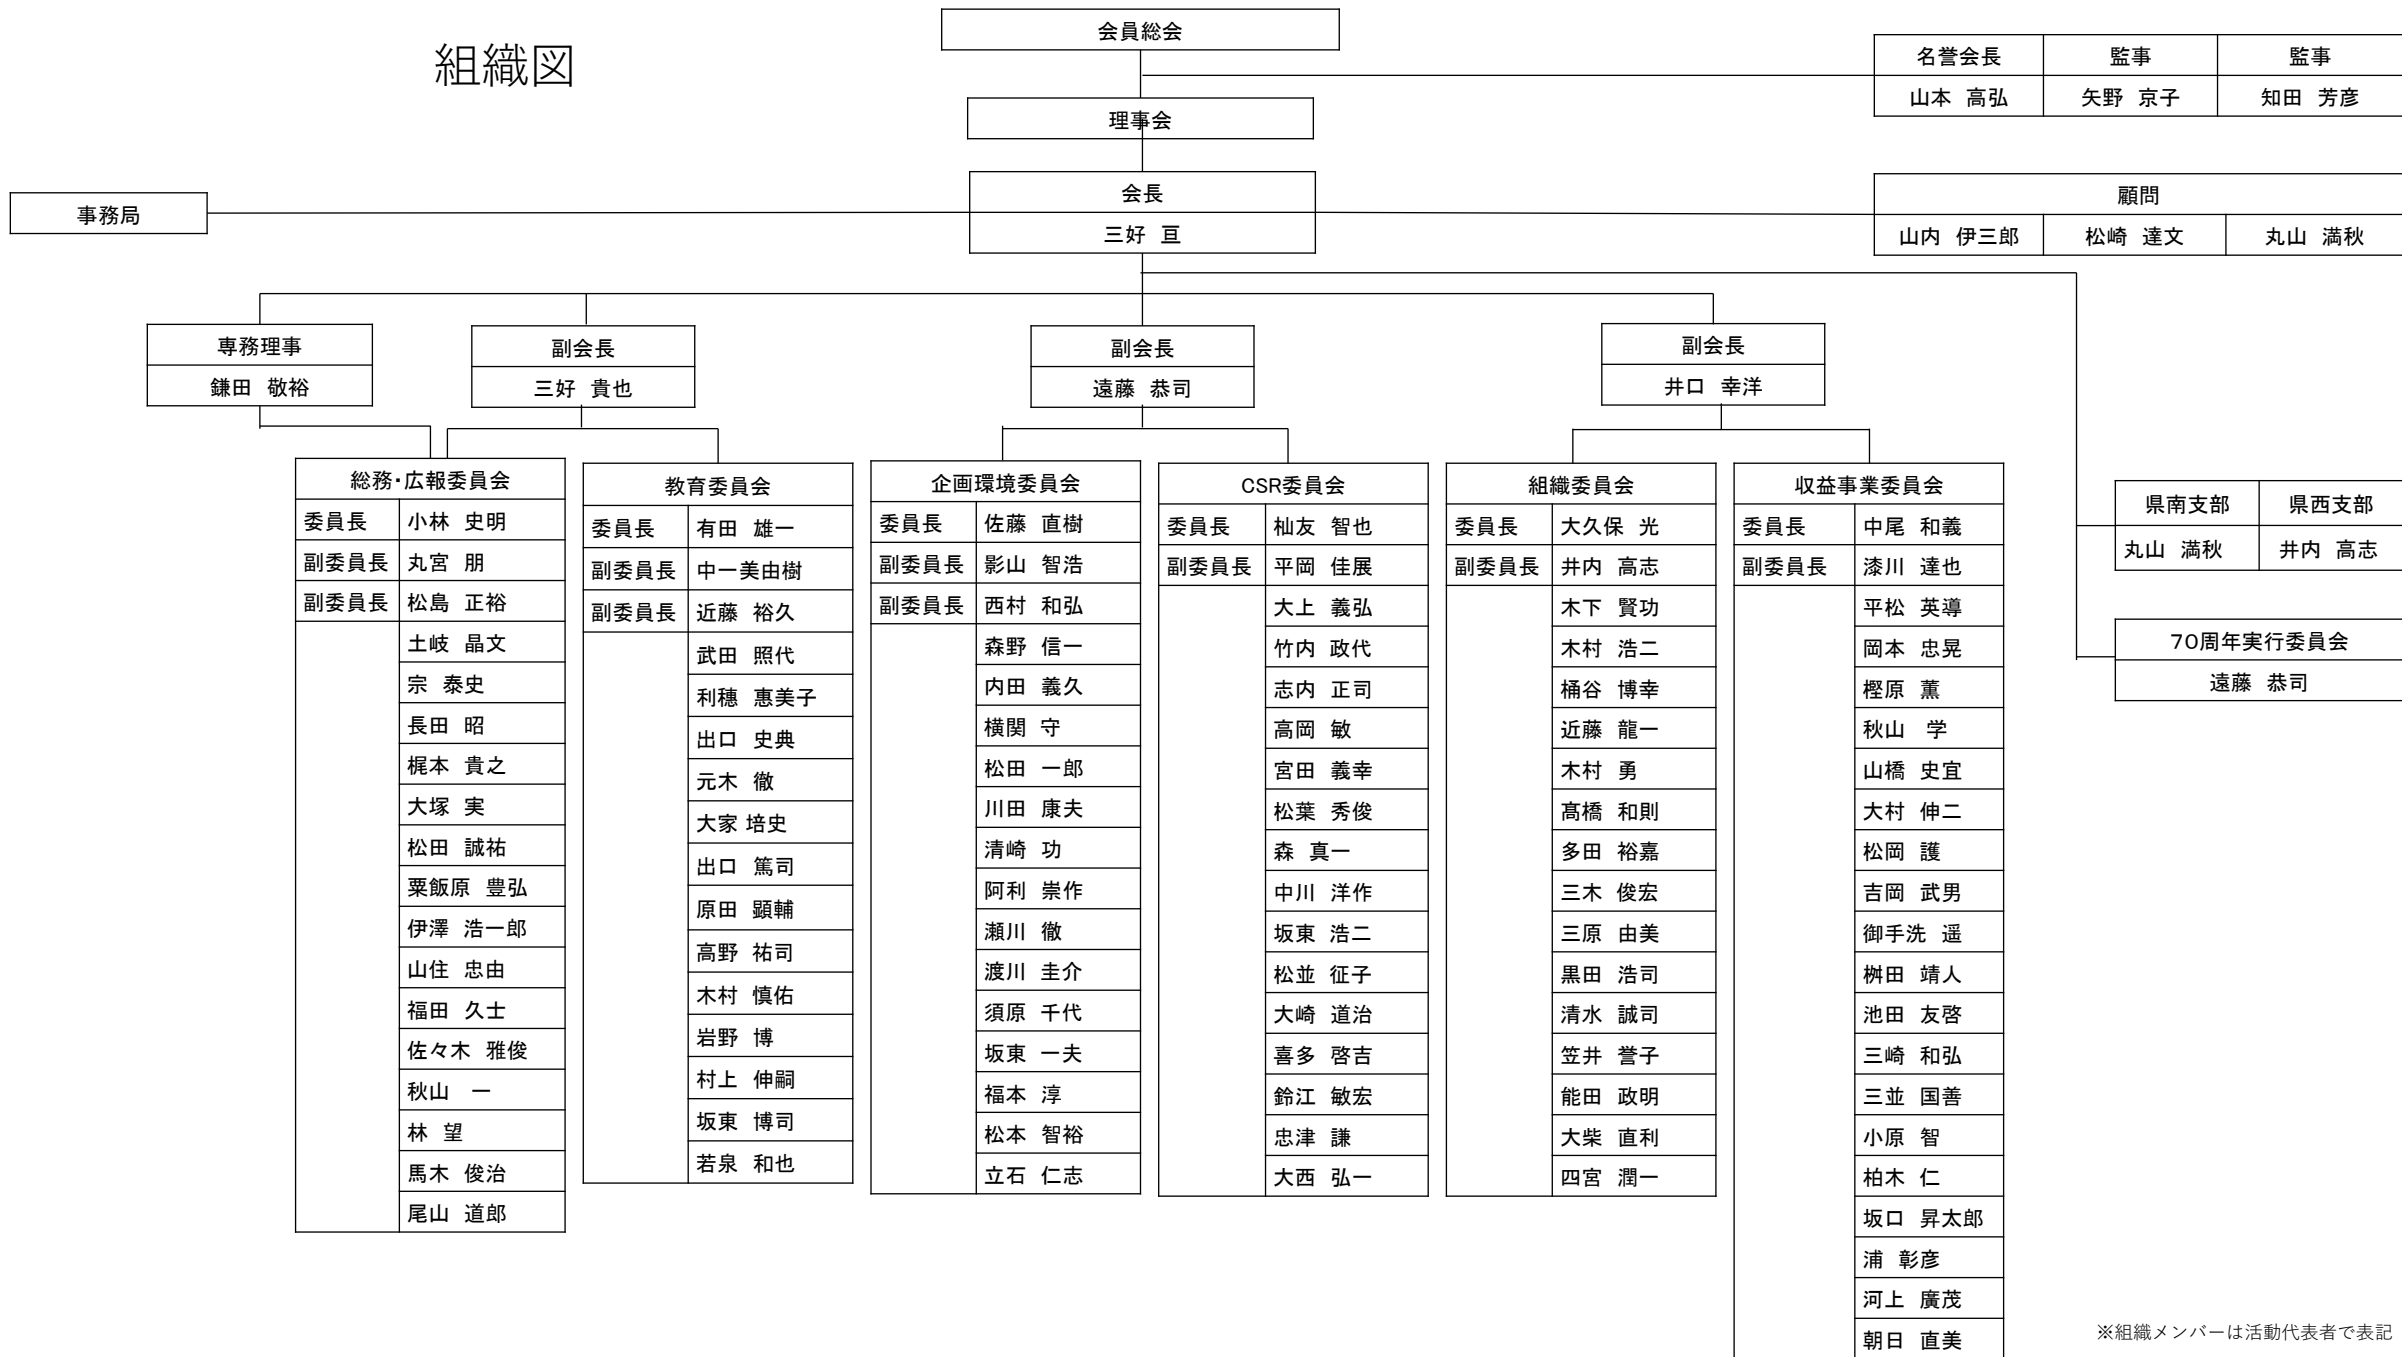 組織図
会員総会
名誉会長 監事 監事
山本 高弘 矢野 京子 知田 芳彦
理事会
会長
三好 亘
事務局
顧問
山内 伊三郎 松崎 達文 丸山 満秋
専務理事
鎌田 敬裕
副会長
三好 貴也
副会長
遠藤 恭司
副会長
井口 幸洋
総務・広報委員会
委員長 小林 史明
副委員長 丸宮 朋
副委員長 松島 正裕
土岐 晶文
宗 泰史
長田 昭
梶本 貴之
大塚 実
松田 誠祐
粟飯原 豊弘
伊澤 浩一郎
山住 忠由
福田 久士
佐々木 雅俊
秋山 一
林 望
馬木 俊治
尾山 道郎
教育委員会
委員長 有田 雄一
副委員長 中一美由樹
副委員長 近藤 裕久
武田 照代
利穗 惠美子
出口 史典
元木 徹
大家 培史
出口 篤司
原田 顕輔
高野 祐司
木村 慎佑
岩野 博
村上 伸嗣
坂東 博司
若泉 和也
企画環境委員会
委員長 佐藤 直樹
副委員長 影山 智浩
副委員長 西村 和弘
森野 信一
内田 義久
横関 守
松田 一郎
川田 康夫
清崎 功
阿利 崇作
瀬川 徹
渡川 圭介
須原 千代
坂東 一夫
福本 淳
松本 智裕
立石 仁志
CSR委員会
委員長 杣友 智也
副委員長 平岡 佳展
大上 義弘
竹内 政代
志内 正司
高岡 敏
宮田 義幸
松葉 秀俊
森 真一
中川 洋作
坂東 浩二
松並 征子
大崎 道治
喜多 啓吉
鈴江 敏宏
忠津 謙
大西 弘一
組織委員会
委員長 大久保 光
副委員長 井内 高志
木下 賢功
木村 浩二
桶谷 博幸
近藤 龍一
木村 勇
髙橋 和則
多田 裕嘉
三木 俊宏
三原 由美
黒田 浩司
清水 誠司
笠井 誉子
能田 政明
大柴 直利
四宮 潤一
収益事業委員会
委員長 中尾 和義
副委員長 漆川 達也
平松 英導
岡本 忠晃
樫原 薫
秋山 学
山橋 史宜
大村 伸二
松岡 護
吉岡 武男
御手洗 遥
桝田 靖人
池田 友啓
三崎 和弘
三並 国善
小原 智
柏木 仁
坂口 昇太郎
浦 彰彦
河上 廣茂
朝日 直美
県南支部 県西支部
丸山 満秋 井内 高志
70周年実行委員会
遠藤 恭司
※組織メンバーは活動代表者で表記